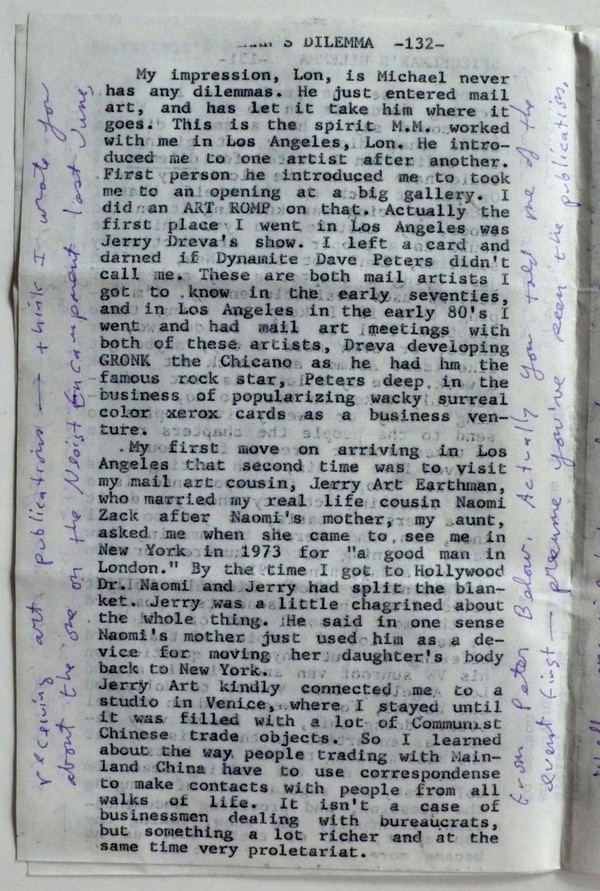 S DILEMMA -132-
My impression, Lon, is Michael never
has any dilemmas. He just entered mail
art, and has let it take him where it
goes. This is the spirit M.M. worked
with me in Los Angeles, Lon. He intro-
duced me to one artist after another.
First person he introduced me to took
me to an opening at a big gallery. I
did an ART ROMP on that. Actually the
first place I went in Los Angeles was
Jerry Dreva's show. I left a card and
darned if Dynamite Dave Peters didn't
call me. These are both mail artists I
got to know in the early seventies,
and in Los Angeles in the early 80's I
went and had mail art meetings with
both of these artists, Dreva developing
GRONK the Chicano as he had hm the
famous rock star, Peters deep in the
business of popularizing wacky surreal
color xerox cards as a business ven-
ture.
My first move on arriving in Los
Angeles that second time was to visit
my mail art cousin, Jerry Art Earthman,
who married my real life cousin Naomi
Zack after Naomi's mother, my aunt,
asked me when she came to see me in
New York in 1973 for "a good man in
London." By the time I got to Hollywood
Dr. Naomi and Jerry had split the blan-
ket. Jerry was a little chagrined about
the whole thing. He said in one sense
Naomi's mother just used him as a de-
vice for moving her daughter's body
back to New York.
Jerry Art kindly connected me to a
studio in Venice, where I stayed until
it was filled with a lot of Communist
Chinese trade objects. So I learned
about the way people trading with Main-
land China have to use correspondense
to make contacts with people from all
walks of life. It isn't a case of
businessmen dealing with bureaucrats,
but something a lot richer and at the
same time very proletariat.
receiving art publications — think I wrote you
about the one on the Neoist Encampment last June,
from Peter Below. Actually you told me of the
event first — presume you've seen the publication,